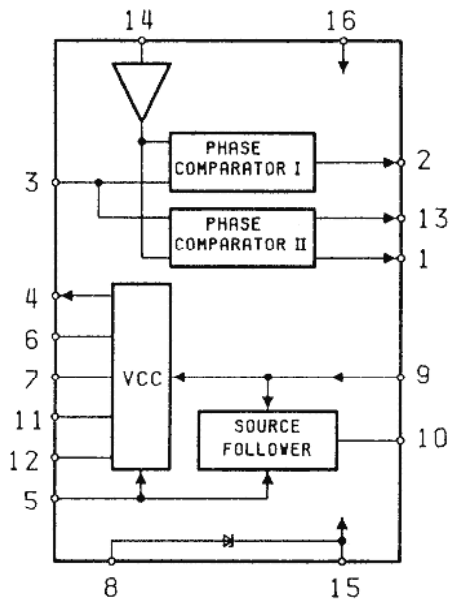 14 16
PHASE
COMPARATOR I
2
3
PHASE
COMPARATOR II
13
1
4
6
7
VCC
9
11
SOURCE
FOLLOWER
10
12
5
8 15